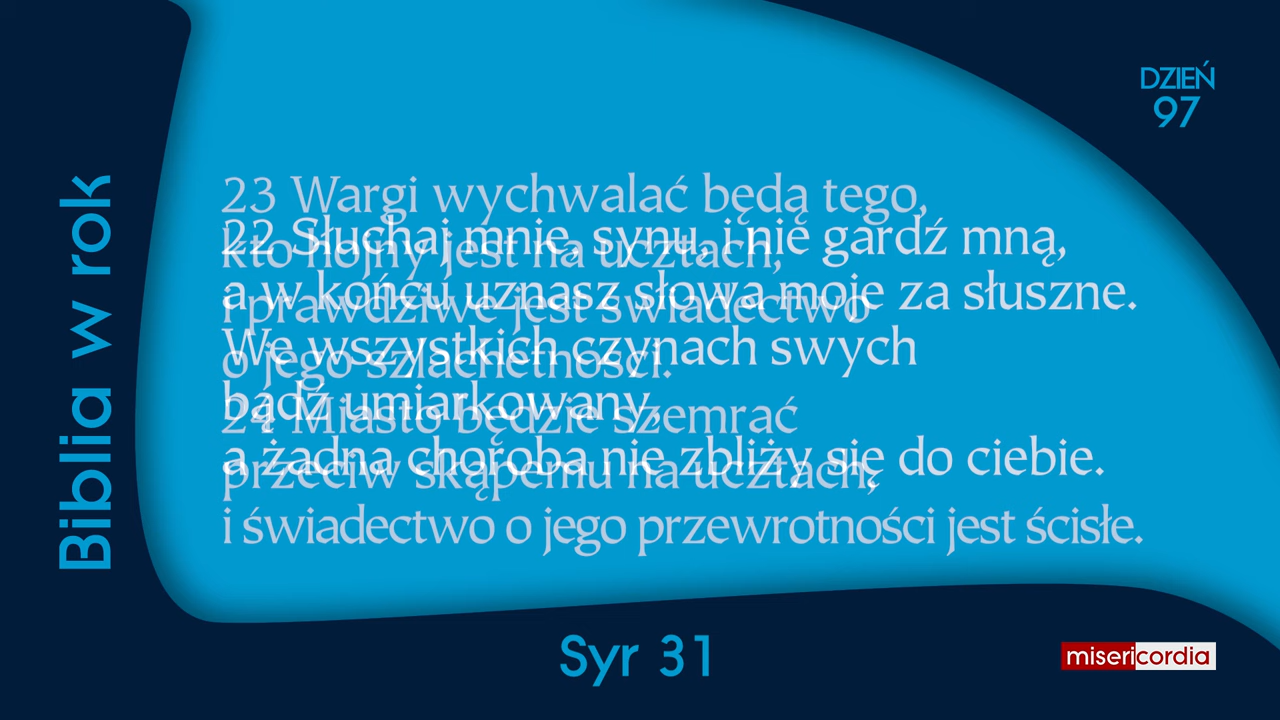 DZIEŃ
97
Biblia w rok
22 Słuchaj mnie, synu, i nie gardź mną,
a w końcu uznasz słowa moje za słuszne.
We wszystkich czynach swych
bądź umiarkowany,
a żadna choroba nie zbliży się do ciebie.
23 Wargi wychwalać będą tego,
kto hojny jest na ucztach,
i prawdziwe jest świadectwo
o jego szlachetności.
24 Miasto będzie szemrać
przeciw skąpemu na ucztach,
i świadectwo o jego przewrotności jest ścisłe.
Syr 31
misericordia